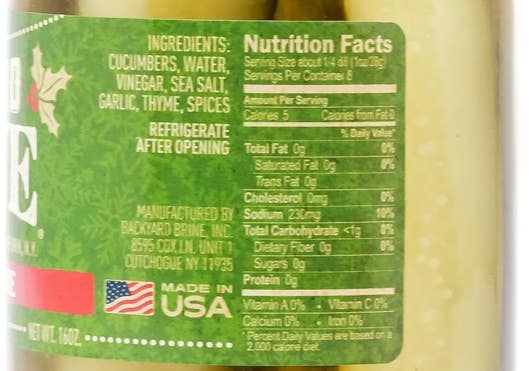 INGREDIENTS:
CUCUMBERS, WATER,
VINEGAR, SEA SALT,
GARLIC, THYME, SPICES
REFRIGERATE
AFTER OPENING
MANUFACTURED BY
BACKYARD BRINE, INC.
8595 COX LN. UNIT 1
CUTCHOGUE NY 11935
MADE IN
USA
D
E
®
N.Y.
E
NET WT. 16OZ.
Nutrition Facts
Serving Size about 1/4 dill (1oz/28g)
Servings Per Container 8
Amount Per Serving
Calories 5 Calories from Fat 0
% Daily Value*
Total Fat 0g 0%
Saturated Fat 0g 0%
Trans Fat 0g
Cholesterol 0mg 0%
Sodium 230mg 10%
Total Carbohydrate <1g 0%
Dietary Fiber 0g 0%
Sugars 0g
Protein 0g
Vitamin A 0% • Vitamin C 0%
Calcium 0% • Iron 0%
* Percent Daily Values are based on a
2,000 calorie diet.